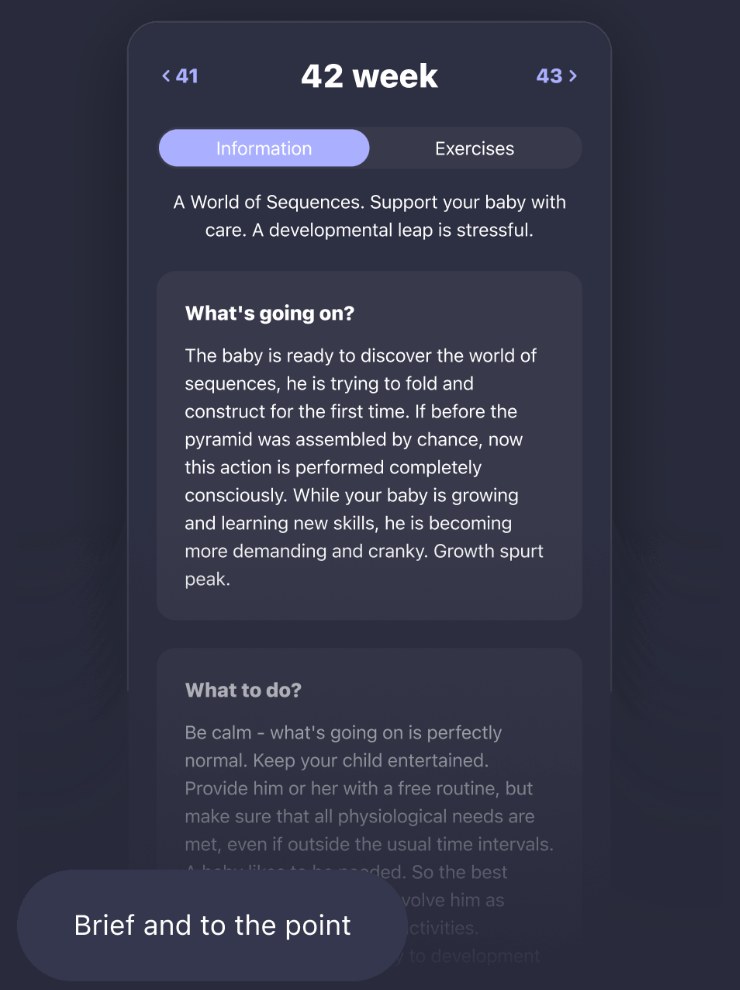 41
42 week
43
Information
Exercises
A World of Sequences. Support your baby with
care. A developmental leap is stressful.
What's going on?
The baby is ready to discover the world of
sequences, he is trying to fold and
construct for the first time. If before the
pyramid was assembled by chance, now
this action is performed completely
consciously. While your baby is growing
and learning new skills, he is becoming
more demanding and cranky. Growth spurt
peak.
What to do?
Be calm - what's going on is perfectly
normal. Keep your child entertained.
Provide him or her with a free routine, but
make sure that all physiological needs are
met, even if outside the usual time intervals.
A baby likes to be needed. So the best
him as
to development
Brief and to the point